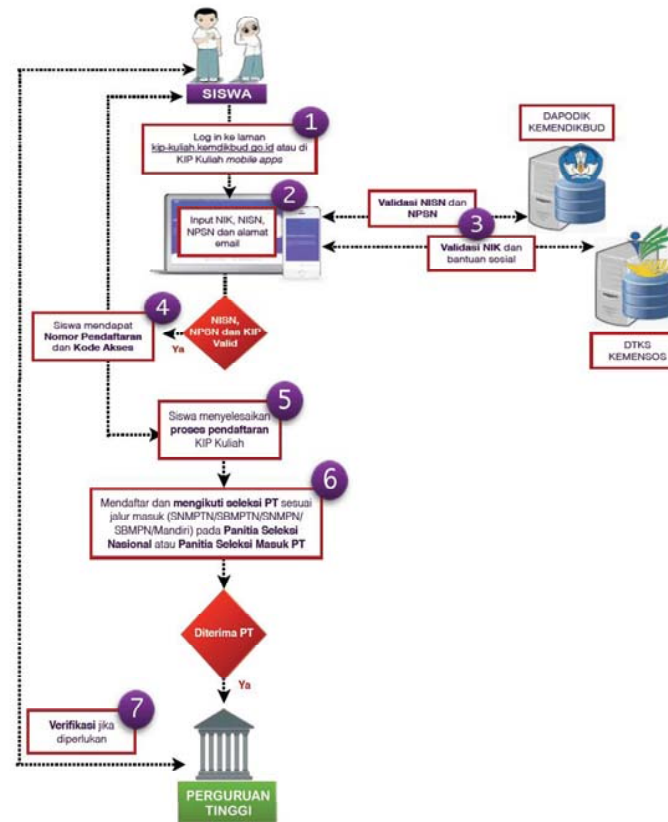 SISWA
1
Log in ke laman
kip-kuliah.kemdikbud.go.id atau di
KIP Kuliah mobile apps
2
Input NIK, NISN,
NPSN dan alamat
email
DAPODIK
KEMENDIKBUD
Validasi NISN dan
NPSN
3
Validasi NIK dan
bantuan sosial
DTKS
KEMENSOS
4
Siswa mendapat
Nomor Pendaftaran
dan Kode Akses
Ya
NISN,
NPSN dan KIP
Valid
5
Siswa menyelesaikan
proses pendaftaran
KIP Kuliah
6
Mendaftar dan mengikuti seleksi PT sesuai
jalur masuk (SNMPTN/SBMPTN/SNMPN/
SBMPN/Mandiri) pada Panitia Seleksi
Nasional atau Panitia Seleksi Masuk PT
Diterima PT
Ya
7
Verifikasi jika
diperlukan
PERGURUAN
TINGGI